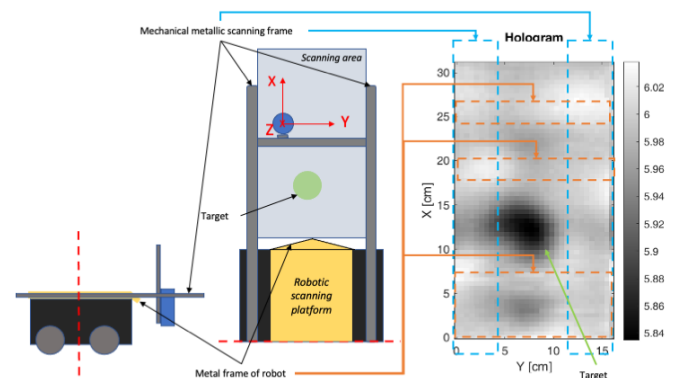 Mechanical metallic scanning frame
Hologram
Scanning area
X
Y
Z
Target
Robotic
scanning
platform
Metal frame of robot
X [cm]
30
25
20
15
10
5
0
0
5
10
15
Y [cm]
6.02
6
5.98
5.96
5.94
5.92
5.9
5.88
5.86
5.84
Target